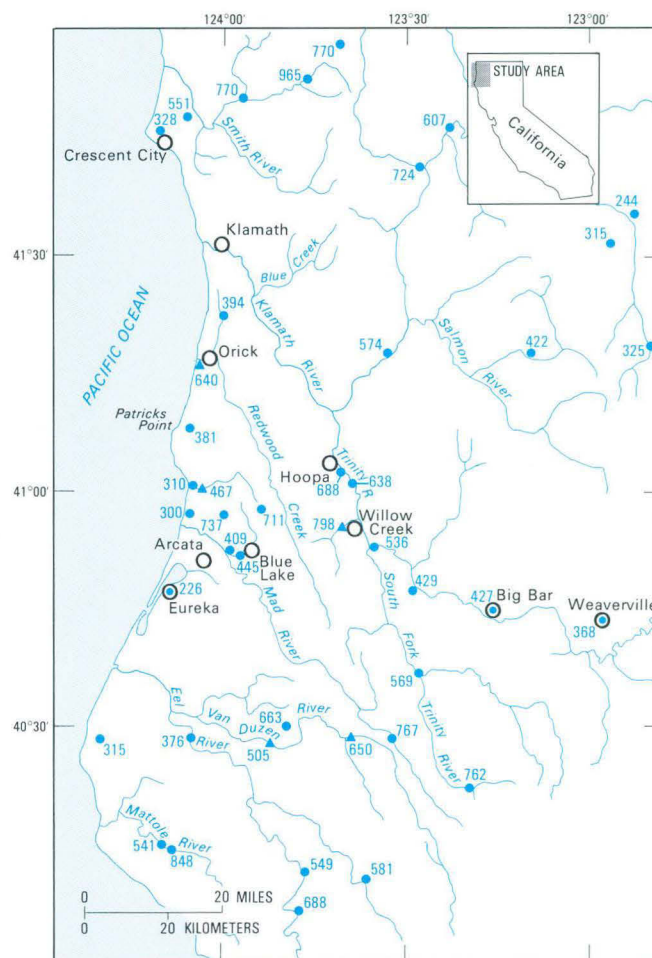 124°00'
123°30'
123°00'
770
965
770
551
328
Crescent City
Smith River
607
724
STUDY AREA
California
244
315
41°30'
Klamath
Blue Creek
Klamath River
394
574
Salmon River
422
325
PACIFIC OCEAN
Orick
640
Patricks Point
381
Redwood Creek
Hoopa
Trinity R
688
638
41°00'
310
467
300
737
711
798
Willow Creek
536
Arcata
409
445
Blue Lake
226
Eureka
Mad River
429
427
Big Bar
Weaverville
368
South Fork Trinity River
569
40°30'
Eel River
Van Duzen River
663
505
650
767
315
376
762
Mattole River
541
848
549
581
688
0 20 MILES
0 20 KILOMETERS